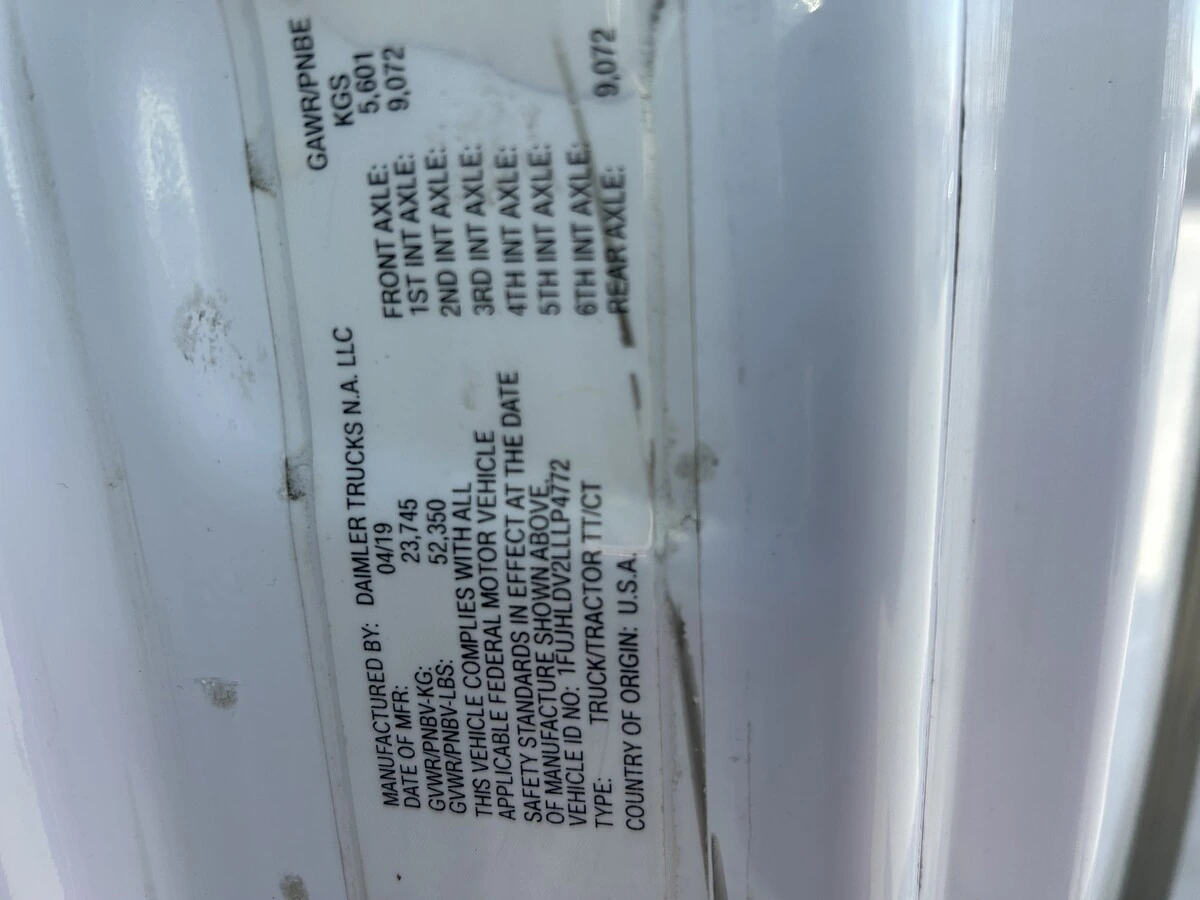 MANUFACTURED BY: DAIMLER TRUCKS N.A. LLC
DATE OF MFR: 04/19
GVWR/PNBV-KG: 23,745
GVWR/PNBV-LBS: 52,350
THIS VEHICLE COMPLIES WITH ALL
APPLICABLE FEDERAL MOTOR VEHICLE
SAFETY STANDARDS IN EFFECT AT THE DATE
OF MANUFACTURE SHOWN ABOVE.
VEHICLE ID NO: 1FUJHLDV2LLLP4772
TYPE: TRUCK/TRACTOR TT/CT
COUNTRY OF ORIGIN: U.S.A.
GAWR/PNBE
KGS
FRONT AXLE: 5,601
1ST INT AXLE: 9,072
2ND INT AXLE:
3RD INT AXLE:
4TH INT AXLE:
5TH INT AXLE:
6TH INT AXLE:
REAR AXLE: 9,072